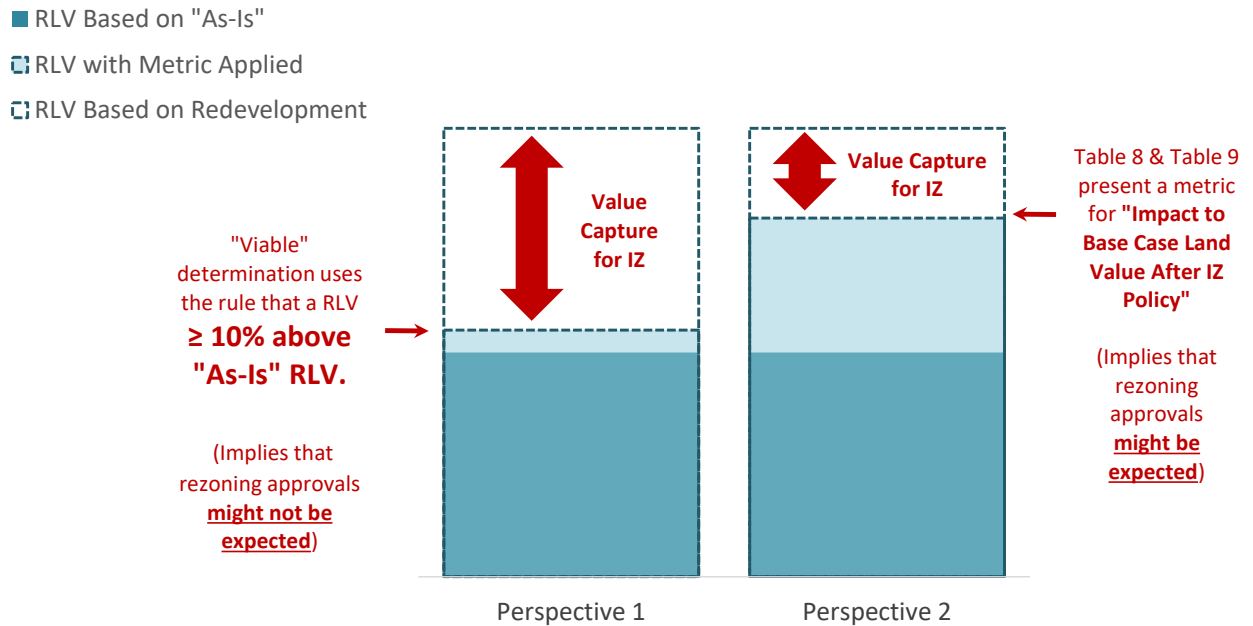 RLV Based on "As-Is"
RLV with Metric Applied
RLV Based on Redevelopment
"Viable"
determination uses
the rule that a RLV
≥ 10% above
"As-Is" RLV.
(Implies that
rezoning approvals
might not be
expected)
Value
Capture
for IZ
Value Capture
for IZ
Table 8 & Table 9
present a metric
for "Impact to
Base Case Land
Value After IZ
Policy"
(Implies that
rezoning
approvals
might be
expected)
Perspective 1
Perspective 2